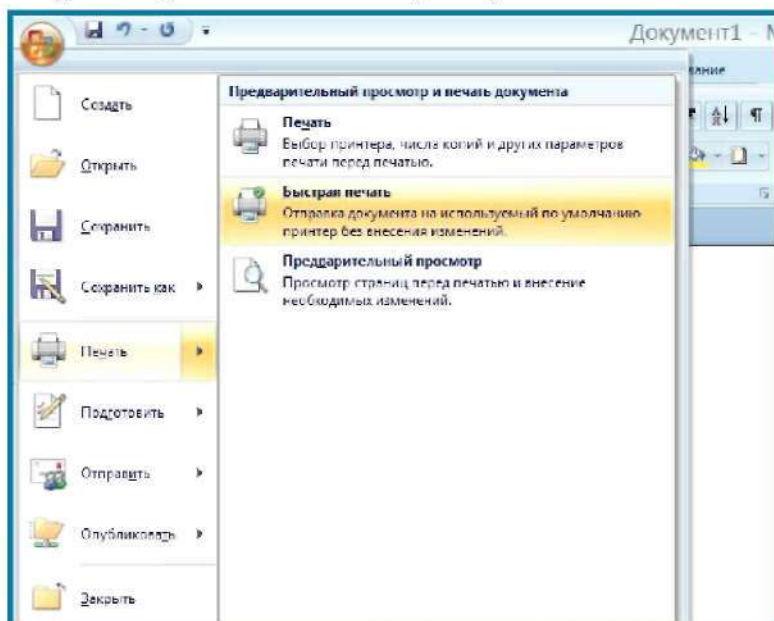 Документ1 - M
Создать
Открыть
Сохранить
Сохранить как
Печать
Подготовить
Отправить
Опубликовать
Закрыть
Предварительный просмотр и печать документа
Печать
Выбор принтера, числа копий и других параметров
печати перед печатью.
Быстрая печать
Отправка документа на используемый по умолчанию
принтер без внесения изменений.
Предварительный просмотр
Просмотр страниц перед печатью и внесение
необходимых изменений.